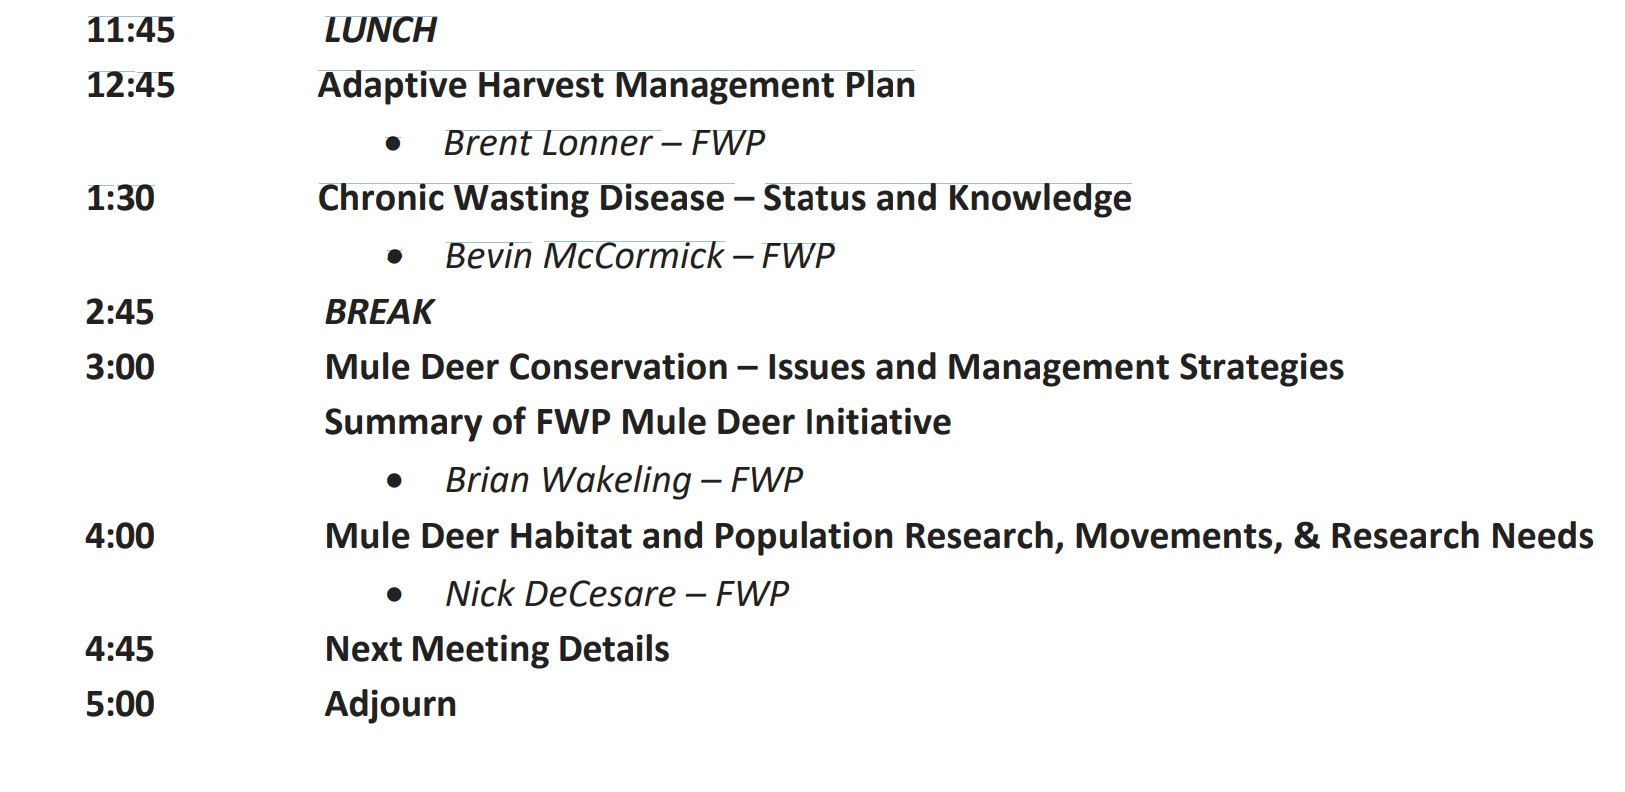 11:45 LUNCH
12:45 Adaptive Harvest Management Plan
• Brent Lonner – FWP
1:30 Chronic Wasting Disease – Status and Knowledge
• Bevin McCormick – FWP
2:45 BREAK
3:00 Mule Deer Conservation – Issues and Management Strategies
Summary of FWP Mule Deer Initiative
• Brian Wakeling – FWP
4:00 Mule Deer Habitat and Population Research, Movements, & Research Needs
• Nick DeCesare – FWP
4:45 Next Meeting Details
5:00 Adjourn